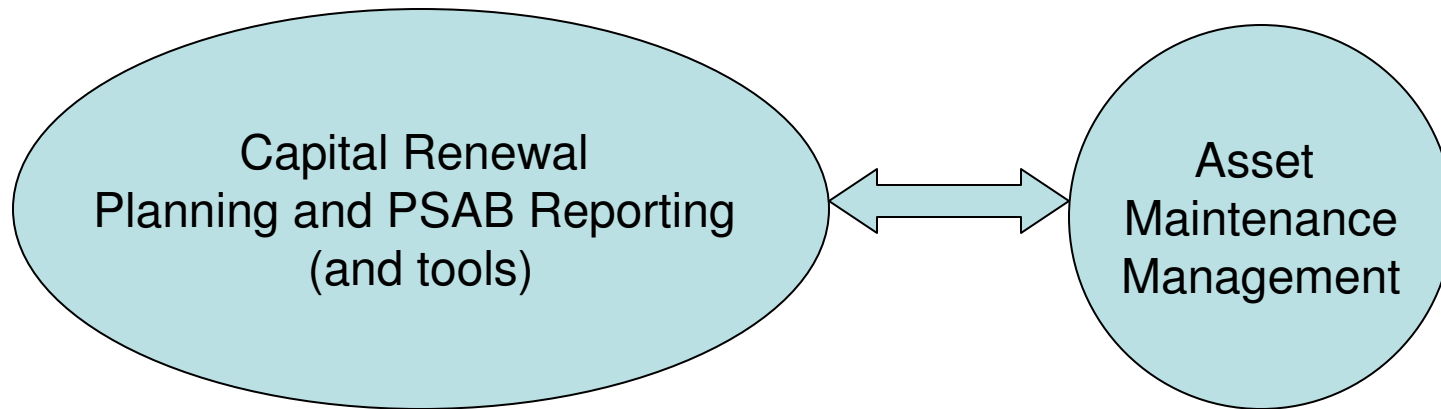 Capital Renewal
Planning and PSAB Reporting
(and tools)
Asset
Maintenance
Management